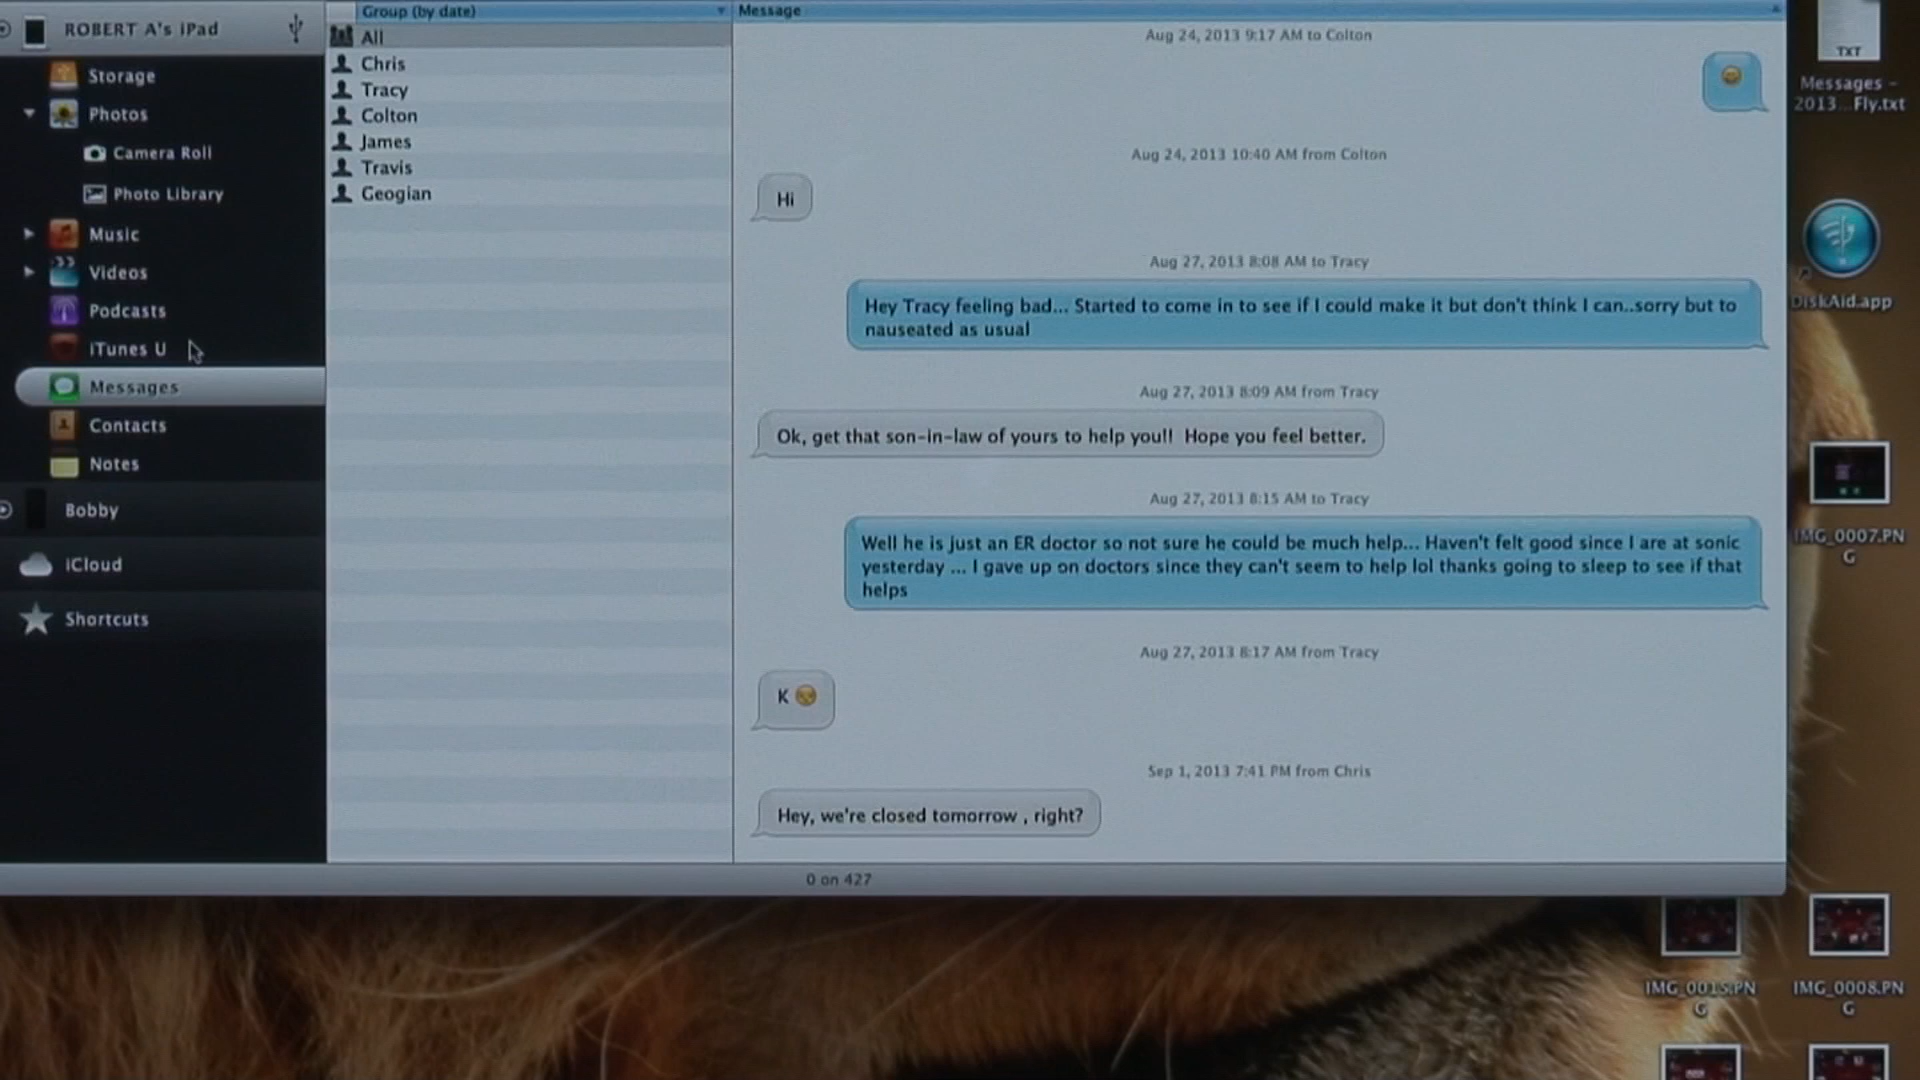 ROBERT A's iPad
Storage
Photos
Camera Roll
Photo Library
Music
Videos
Podcasts
iTunes U
Messages
Contacts
Notes
Bobby
iCloud
Shortcuts
Group (by date)
All
Chris
Tracy
Colton
James
Travis
Geogian
Message
Aug 24, 2013 9:17 AM to Colton
Aug 24, 2013 10:40 AM from Colton
Hi
Aug 27, 2013 8:08 AM to Tracy
Hey Tracy feeling bad... Started to come in to see if I could make it but don't think I can..sorry but to
nauseated as usual
Aug 27, 2013 8:09 AM from Tracy
Ok, get that son-in-law of yours to help you!! Hope you feel better.
Aug 27, 2013 8:15 AM to Tracy
Well he is just an ER doctor so not sure he could be much help... Haven't felt good since I are at sonic
yesterday ... I gave up on doctors since they can't seem to help lol thanks going to sleep to see if that
helps
Aug 27, 2013 8:17 AM from Tracy
K
Sep 1, 2013 7:41 PM from Chris
Hey, we're closed tomorrow , right?
0 on 427
TXT
Messages -
2013...Fly.txt
DiskAid.app
IMG_0007.PN
G
IMG_0015.PN
G
IMG_0008.PN
G